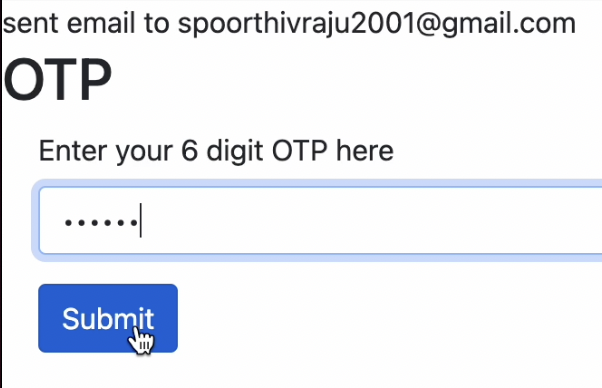 sent email to spoorthivraju2001@gmail.com
OTP
Enter your 6 digit OTP here
••••••
Submit